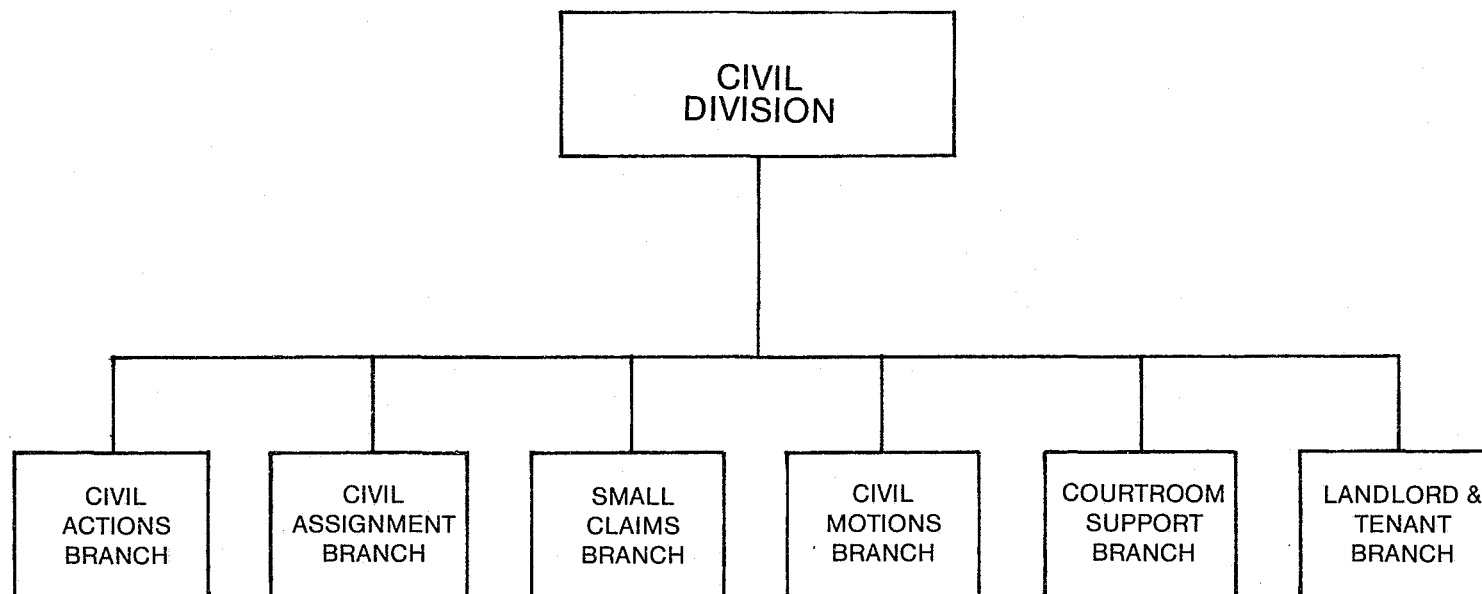 CIVIL
DIVISION
CIVIL
ACTIONS
BRANCH
CIVIL
ASSIGNMENT
BRANCH
SMALL
CLAIMS
BRANCH
CIVIL
MOTIONS
BRANCH
COURTROOM
SUPPORT
BRANCH
LANDLORD &
TENANT
BRANCH